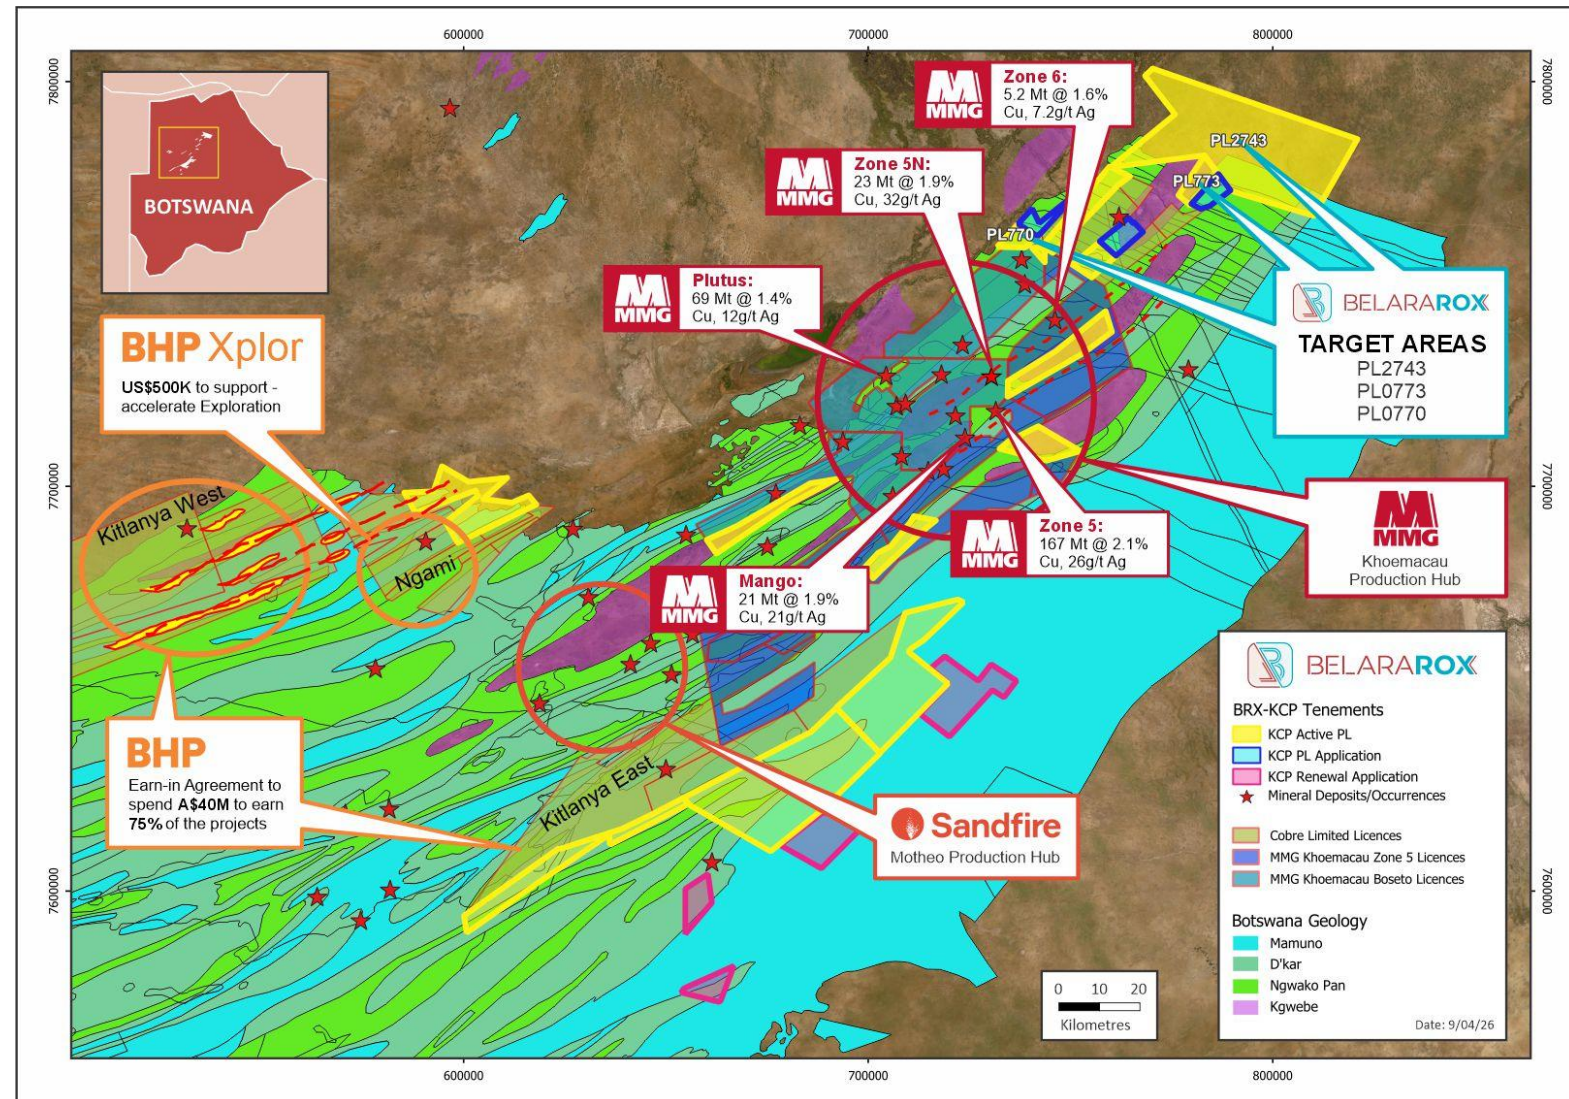 600000
700000
800000
7800000
7800000
7700000
7700000
7600000
7600000
600000
700000
800000
BOTSWANA
MMG
Zone 6:
5.2 Mt @ 1.6%
Cu, 7.2g/t Ag
MMG
Zone 5N:
23 Mt @ 1.9%
Cu, 32g/t Ag
MMG
Plutus:
69 Mt @ 1.4%
Cu, 12g/t Ag
PL2743
PL773
PL770
BELARAROX
TARGET AREAS
PL2743
PL0773
PL0770
BHP Xplor
US$500K to support -
accelerate Exploration
Kitlanya West
Ngami
MMG
Zone 5:
167 Mt @ 2.1%
Cu, 26g/t Ag
MMG
Khoemacau
Production Hub
MMG
Mango:
21 Mt @ 1.9%
Cu, 21g/t Ag
BHP
Earn-in Agreement to
spend A$40M to earn
75% of the projects
Kitlanya East
Sandfire
Motheo Production Hub
BELARAROX
BRX-KCP Tenements
KCP Active PL
KCP PL Application
KCP Renewal Application
Mineral Deposits/Occurrences
Cobre Limited Licences
MMG Khoemacau Zone 5 Licences
MMG Khoemacau Boseto Licences
Botswana Geology
Mamuno
D'kar
Ngwako Pan
Kgwebe
Date: 9/04/26
0 10 20
Kilometres